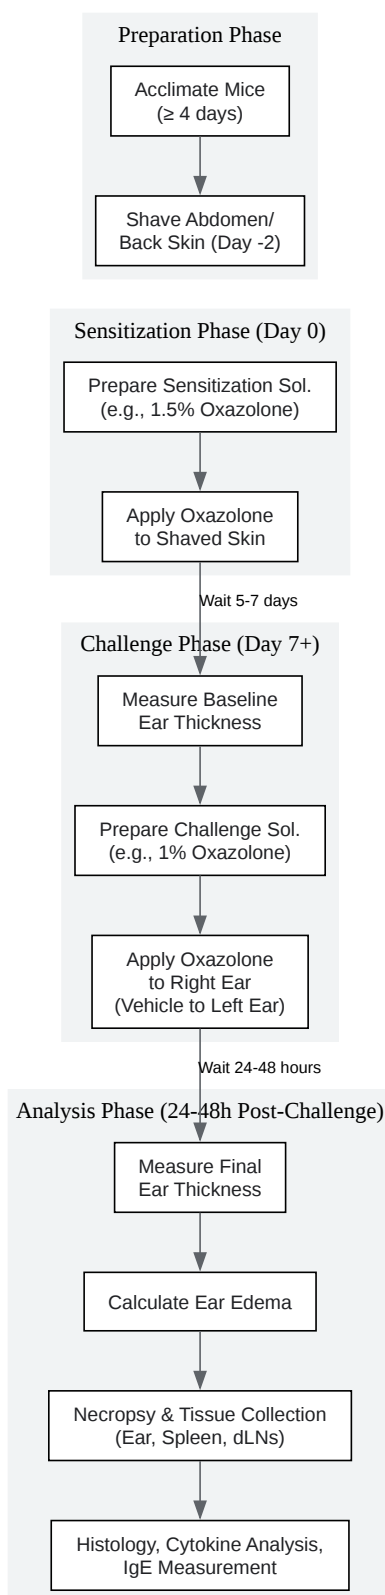 Preparation Phase
Acclimate Mice
(≥ 4 days)
Shave Abdomen/
Back Skin (Day -2)
Sensitization Phase (Day 0)
Prepare Sensitization Sol.
(e.g., 1.5% Oxazolone)
Apply Oxazolone
to Shaved Skin
Wait 5-7 days
Challenge Phase (Day 7+)
Measure Baseline
Ear Thickness
Prepare Challenge Sol.
(e.g., 1% Oxazolone)
Apply Oxazolone
to Right Ear
(Vehicle to Left Ear)
Wait 24-48 hours
Analysis Phase (24-48h Post-Challenge)
Measure Final
Ear Thickness
Calculate Ear Edema
Necropsy & Tissue Collection
(Ear, Spleen, dLNs)
Histology, Cytokine Analysis,
IgE Measurement